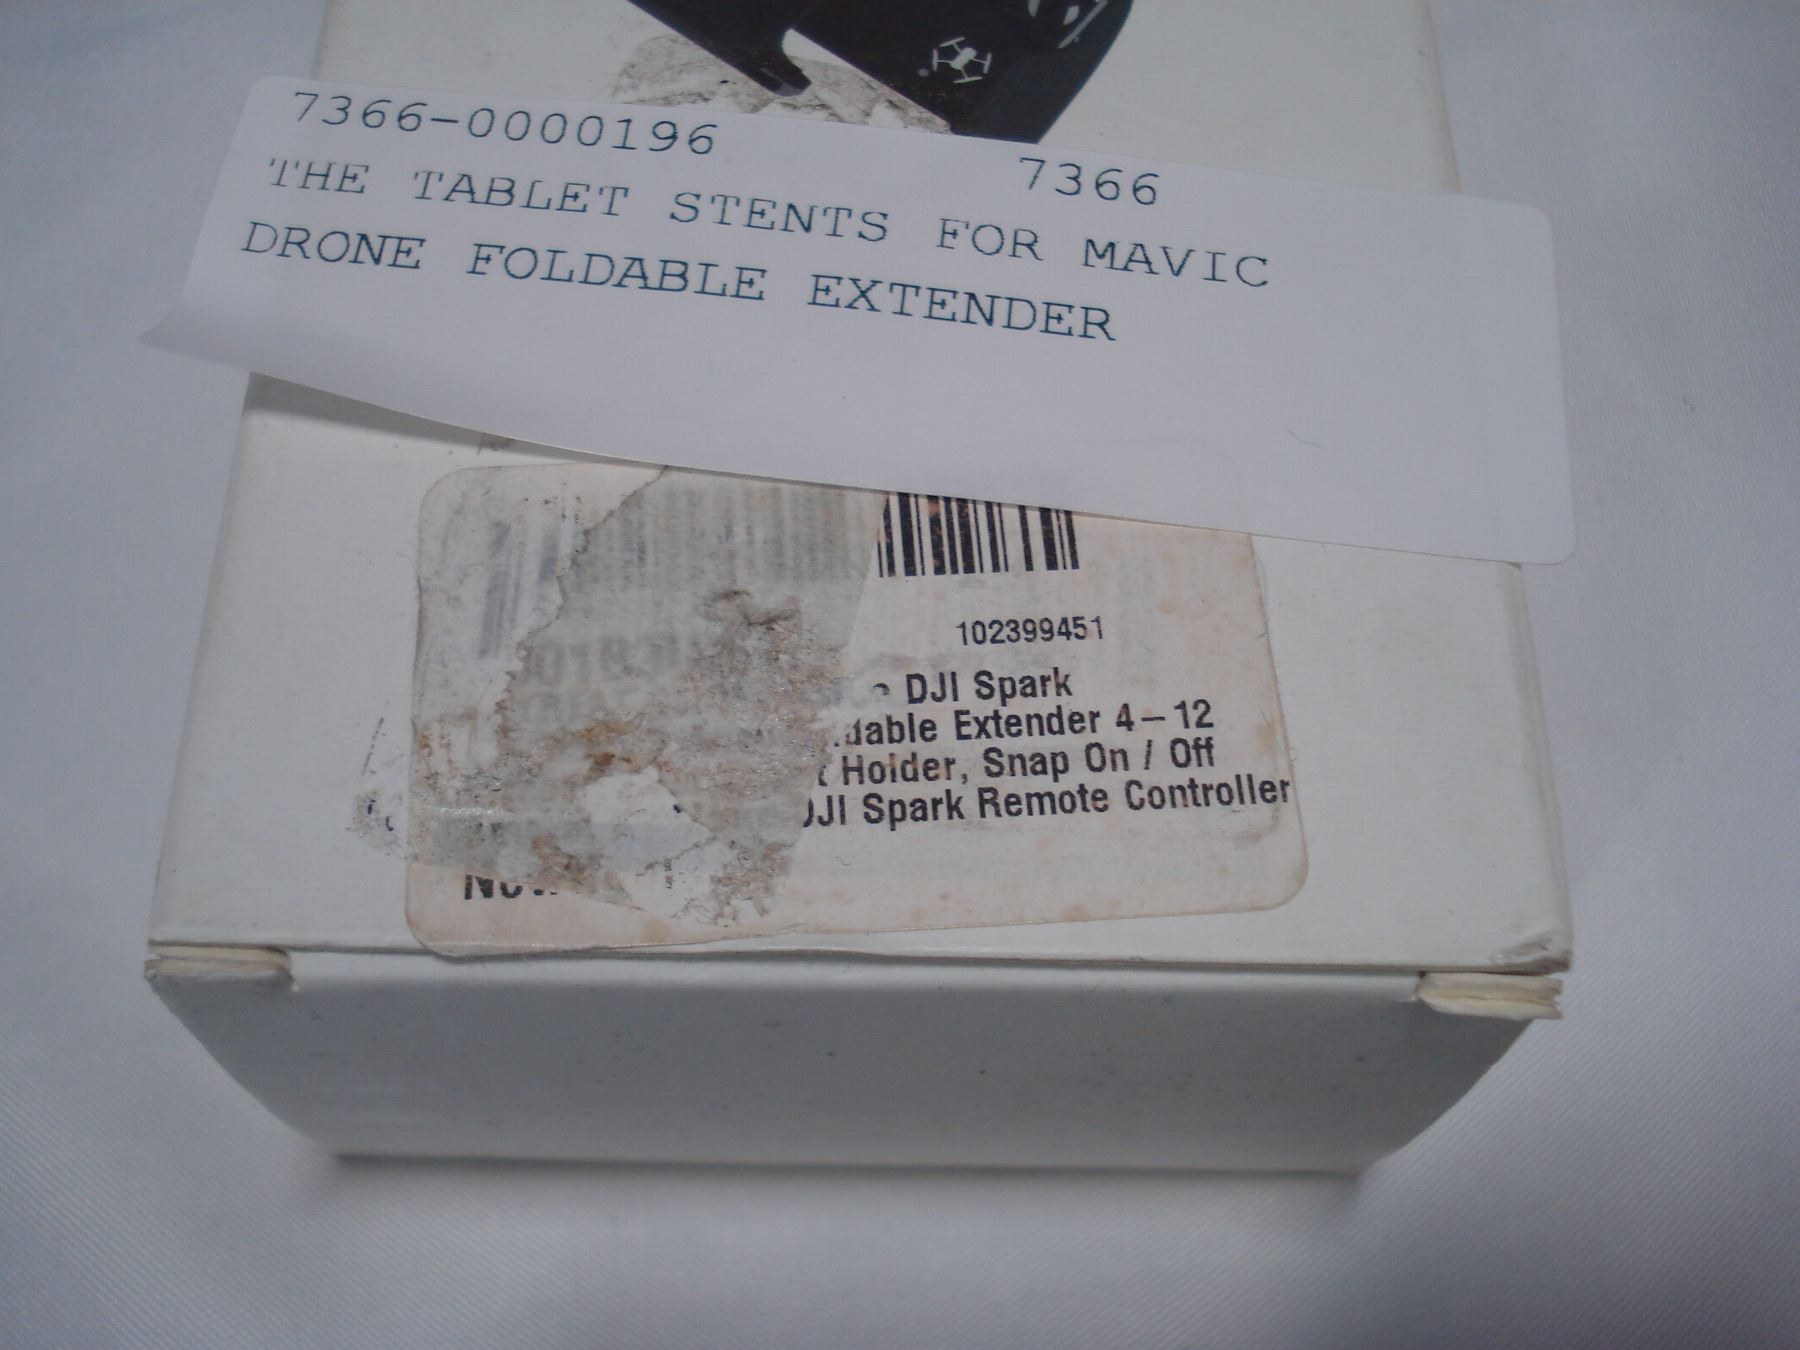 7366-0000196 7366
THE TABLET STENTS FOR MAVIC
DRONE FOLDABLE EXTENDER
102399451
DJI Spark
Extender 4-12
Holder, Snap On / Off
DJI Spark Remote Controller